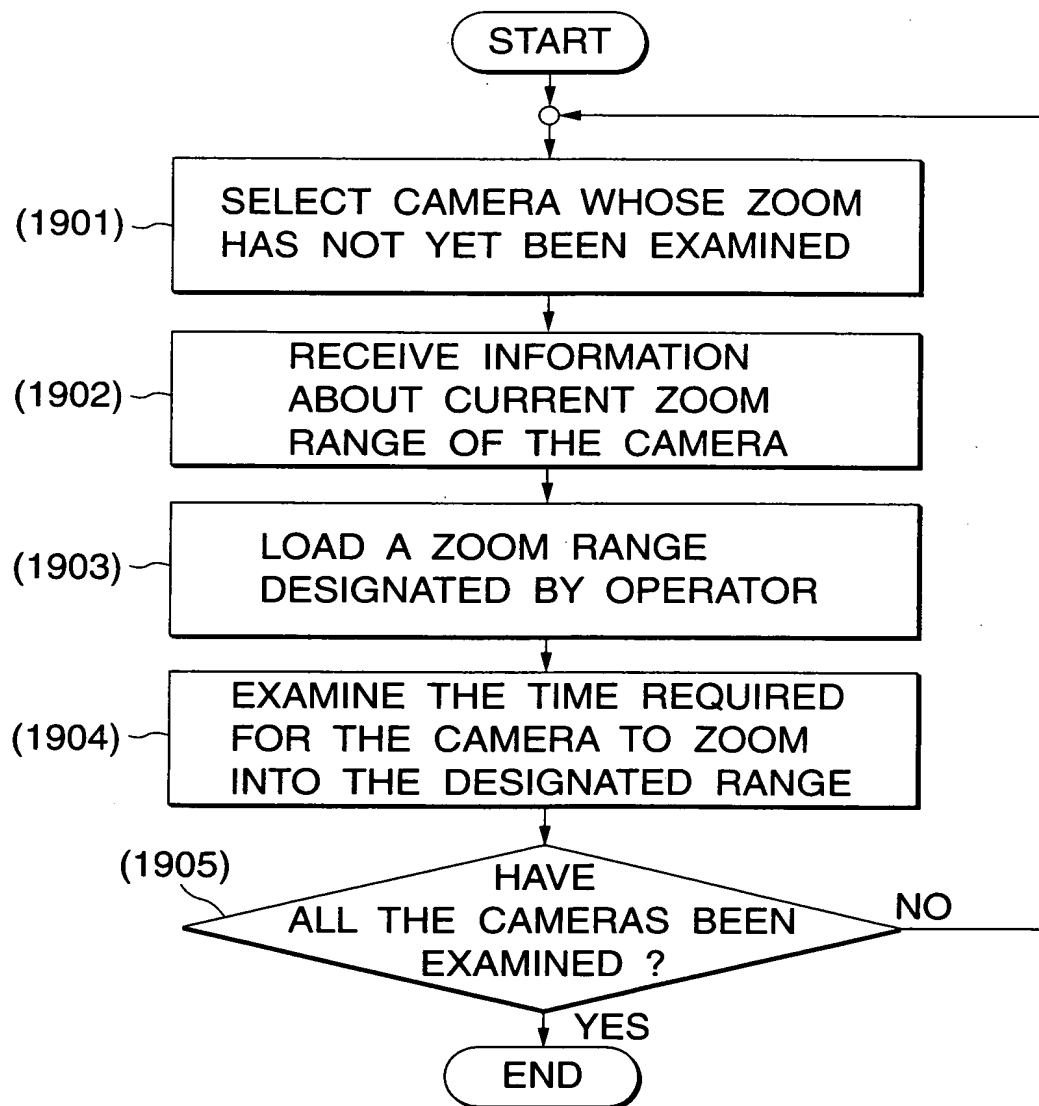 START
(1901)
SELECT CAMERA WHOSE ZOOM
HAS NOT YET BEEN EXAMINED
(1902)
RECEIVE INFORMATION
ABOUT CURRENT ZOOM
RANGE OF THE CAMERA
(1903)
LOAD A ZOOM RANGE
DESIGNATED BY OPERATOR
(1904)
EXAMINE THE TIME REQUIRED
FOR THE CAMERA TO ZOOM
INTO THE DESIGNATED RANGE
(1905)
HAVE
ALL THE CAMERAS BEEN
EXAMINED ?
NO
YES
END